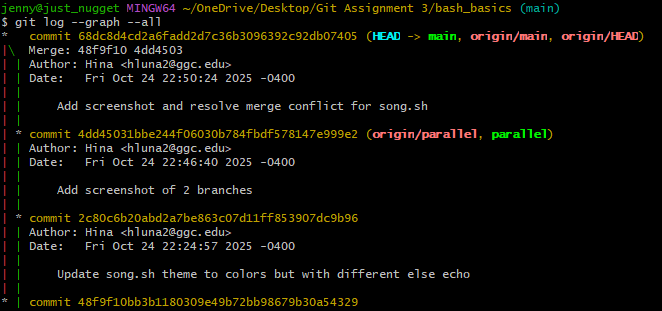 jenny@just_nugget MINGW64 ~/OneDrive/Desktop/Git Assignment 3/bash_basics (main)
$ git log --graph --all
*   commit 68dc8d4cd2a6fadd2d7c36b3096392c92db07405 (HEAD -> main, origin/main, origin/HEAD)
|\  Merge: 48f9f10 4dd4503
| | Author: Hina <hluna2@ggc.edu>
| | Date:   Fri Oct 24 22:50:24 2025 -0400
| |
| |     Add screenshot and resolve merge conflict for song.sh
| |
| * commit 4dd45031bbe244f06030b784fbdf578147e999e2 (origin/parallel, parallel)
| | Author: Hina <hluna2@ggc.edu>
| | Date:   Fri Oct 24 22:46:40 2025 -0400
| |
| |     Add screenshot of 2 branches
| |
| * commit 2c80c6b20abd2a7be863c07d11ff853907dc9b96
| | Author: Hina <hluna2@ggc.edu>
| | Date:   Fri Oct 24 22:24:57 2025 -0400
| |
| |     Update song.sh theme to colors but with different else echo
| |
* | commit 48f9f10bb3b1180309e49b72bb98679b30a54329